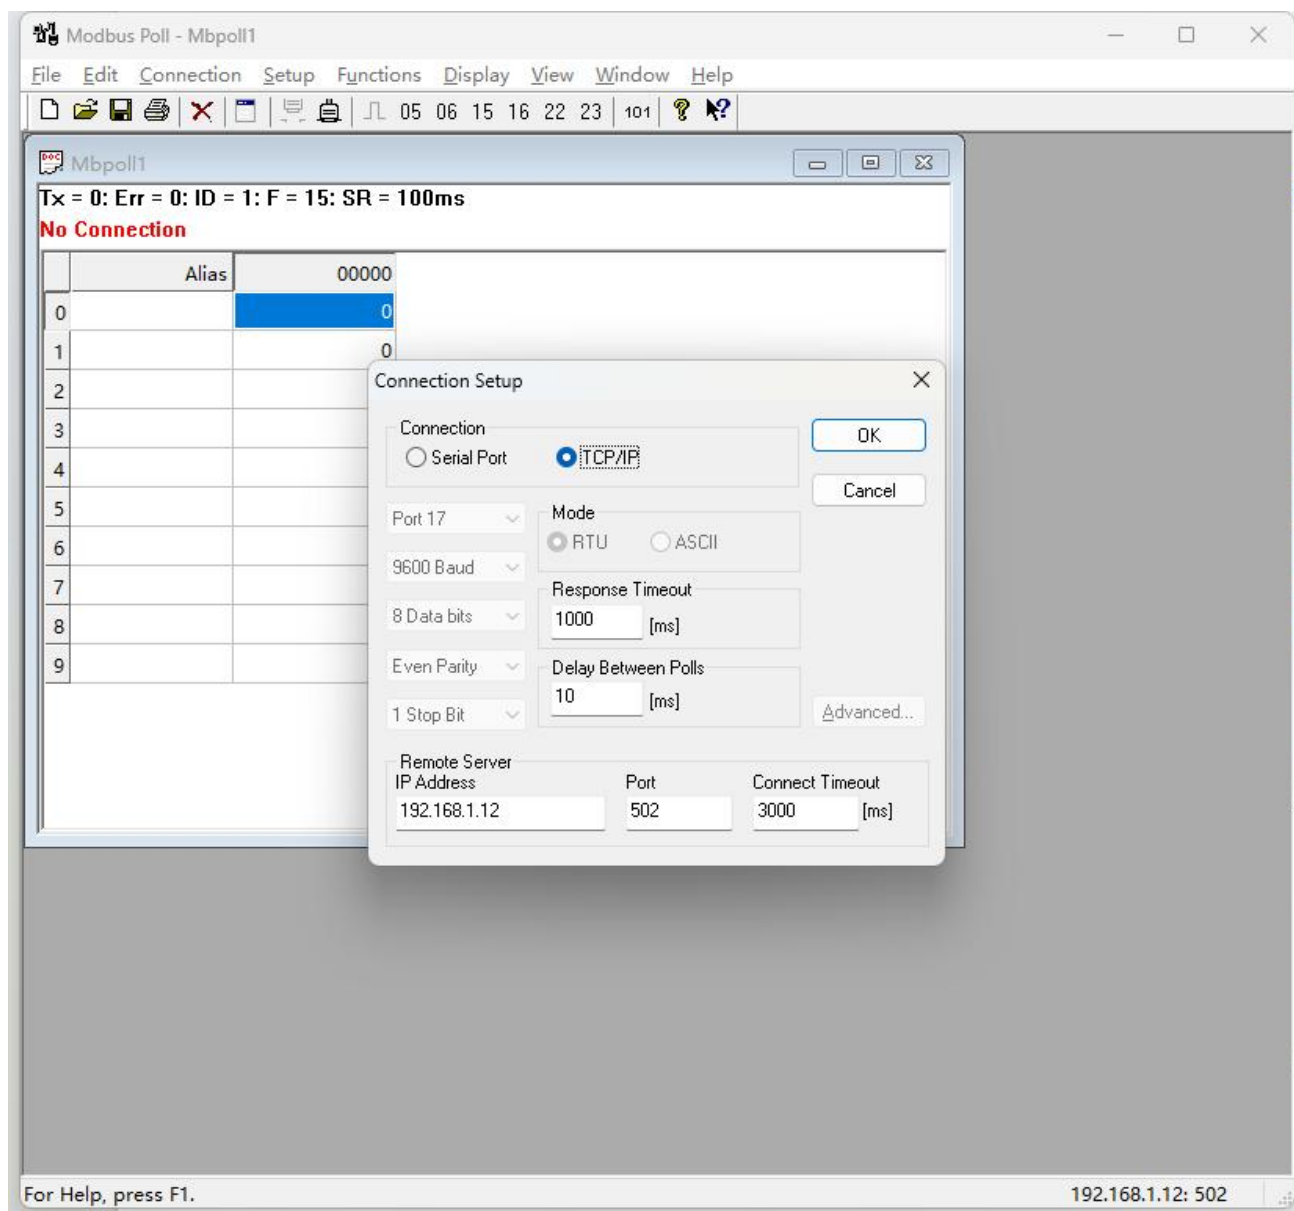 Modbus Poll - Mbpoll1
File Edit Connection Setup Functions Display View Window Help
05 06 15 16 22 23 101
Mbpoll1
Tx = 0: Err = 0: ID = 1: F = 15: SR = 100ms
No Connection
Alias 00000
0 0
1 0
2
3
4
5
6
7
8
9
Connection Setup
Connection
Serial Port TCP/IP
OK
Cancel
Port 17
9600 Baud
8 Data bits
Even Parity
1 Stop Bit
Mode
RTU ASCII
Response Timeout
1000 [ms]
Delay Between Polls
10 [ms]
Advanced...
Remote Server
IP Address Port Connect Timeout
192.168.1.12 502 3000 [ms]
For Help, press F1. 192.168.1.12: 502